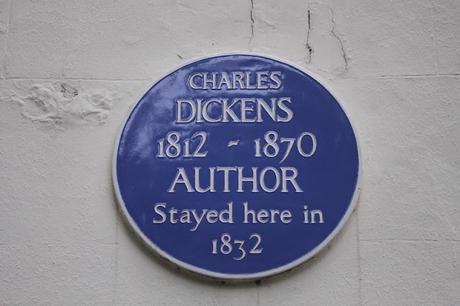 CHARLES
DICKENS
1812 - 1870
AUTHOR
Stayed here in
1832